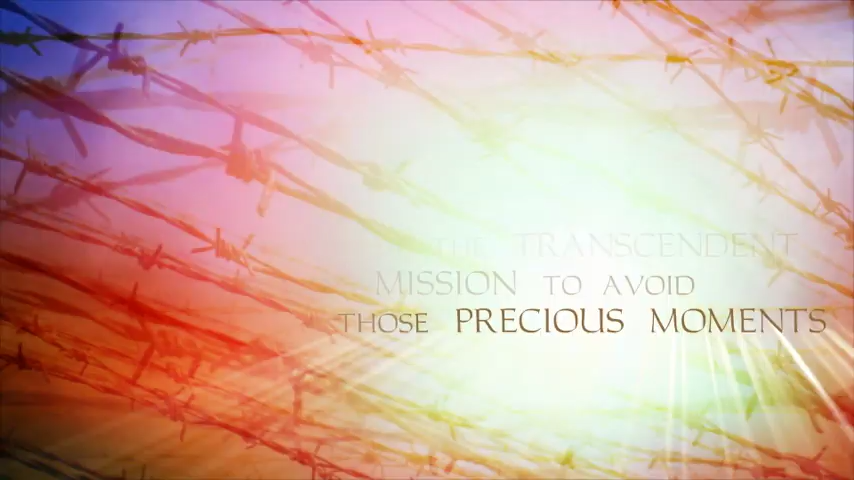 THE TRANSCENDENT
MISSION TO AVOID
THOSE PRECIOUS MOMENTS